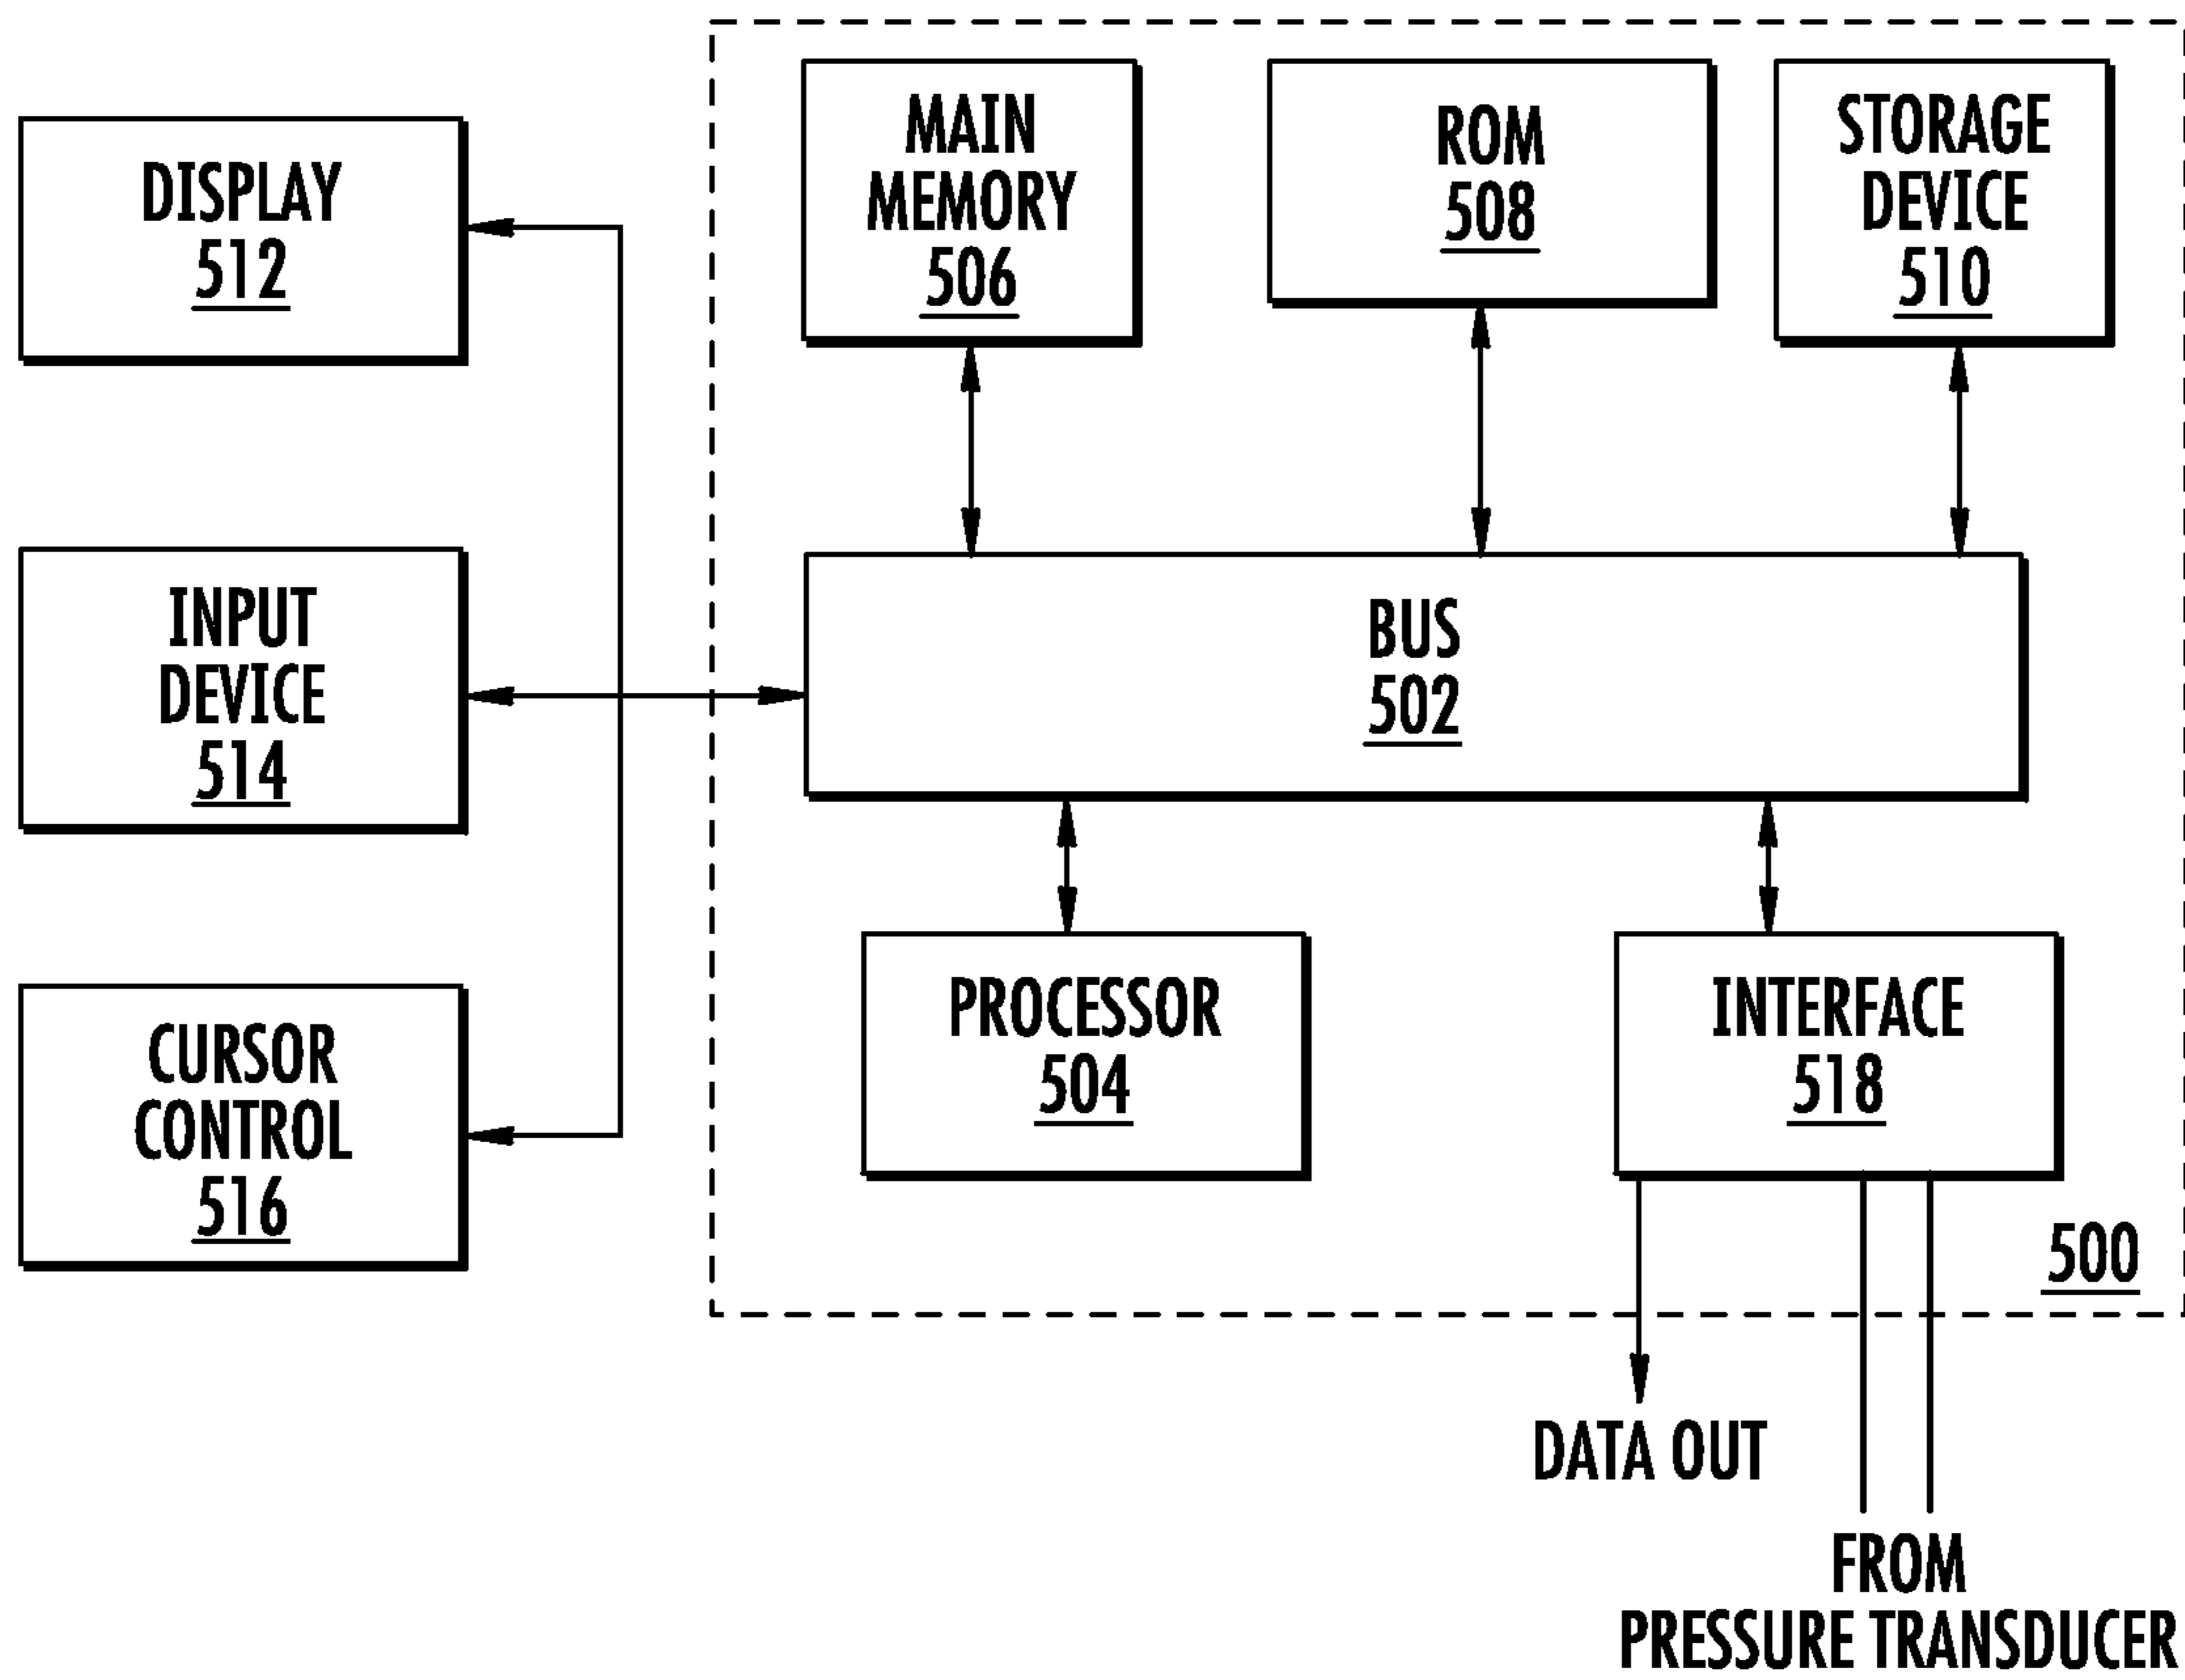 DISPLAY
512
INPUT
DEVICE
514
CURSOR
CONTROL
516
MAIN
MEMORY
506
ROM
508
STORAGE
DEVICE
510
BUS
502
PROCESSOR
504
INTERFACE
518
500
DATA OUT
FROM
PRESSURE TRANSDUCER